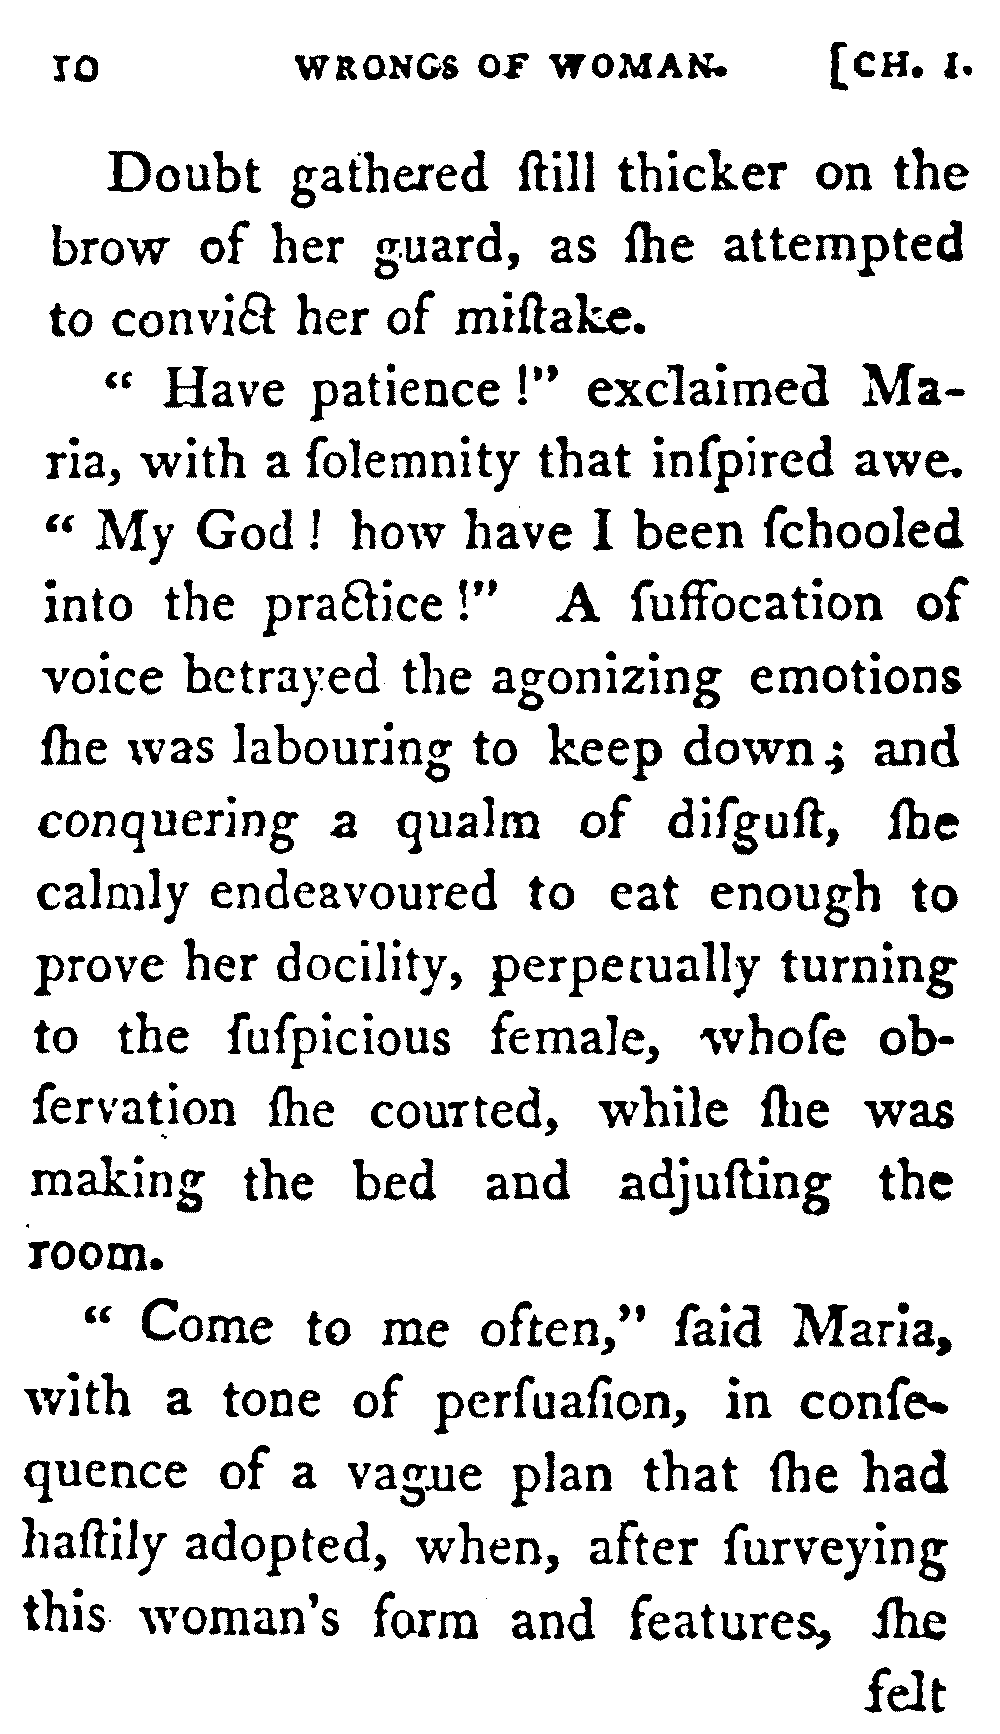 10 WRONGS OF WOMAN. [CH. I.
Doubt gathered ſtill thicker on the
brow of her guard, as ſhe attempted
to convict her of miſtake.
“ Have patience !” exclaimed Ma-
ria, with a ſolemnity that inſpired awe.
“ My God ! how have I been ſchooled
into the practice !” A ſuffocation of
voice betrayed the agonizing emotions
ſhe was labouring to keep down ; and
conquering a qualm of diſguſt, ſhe
calmly endeavoured to eat enough to
prove her docility, perpetually turning
to the ſuſpicious female, whoſe ob-
ſervation ſhe courted, while ſhe was
making the bed and adjuſting the
room.
“ Come to me often,” ſaid Maria,
with a tone of perſuaſion, in conſe-
quence of a vague plan that ſhe had
haſtily adopted, when, after ſurveying
this woman's form and features, ſhe
felt